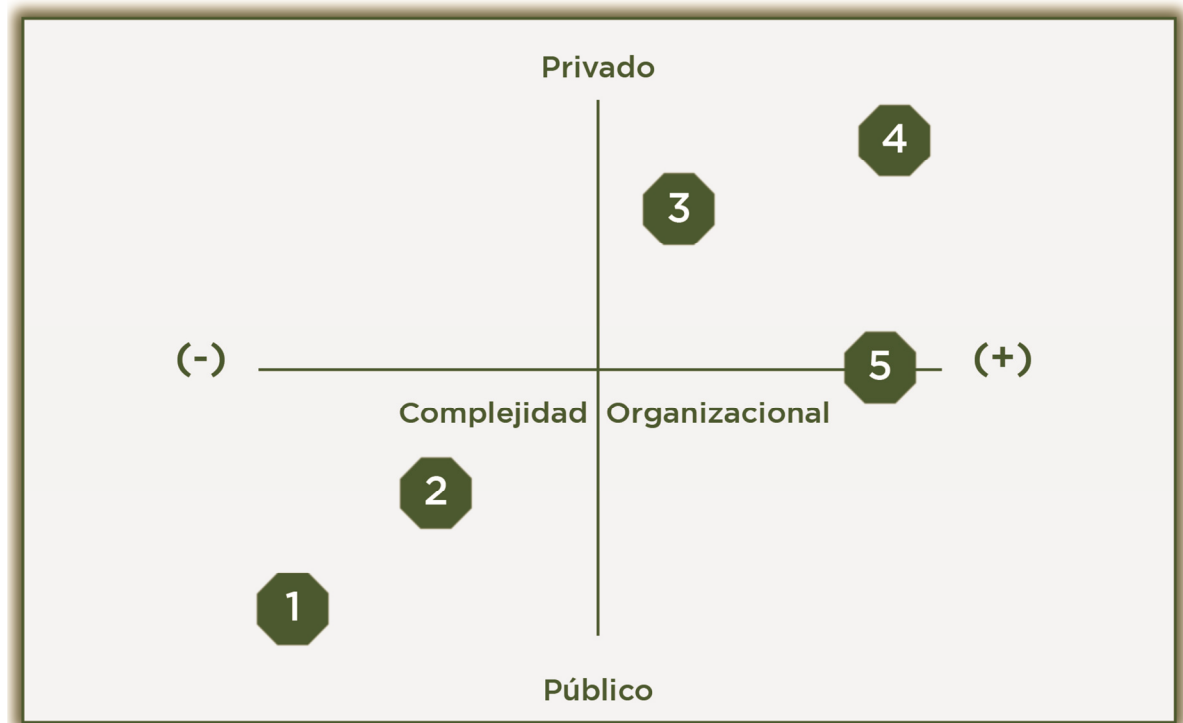 Privado
4
3
(-)
5
(+)
Complejidad Organizacional
2
1
Público